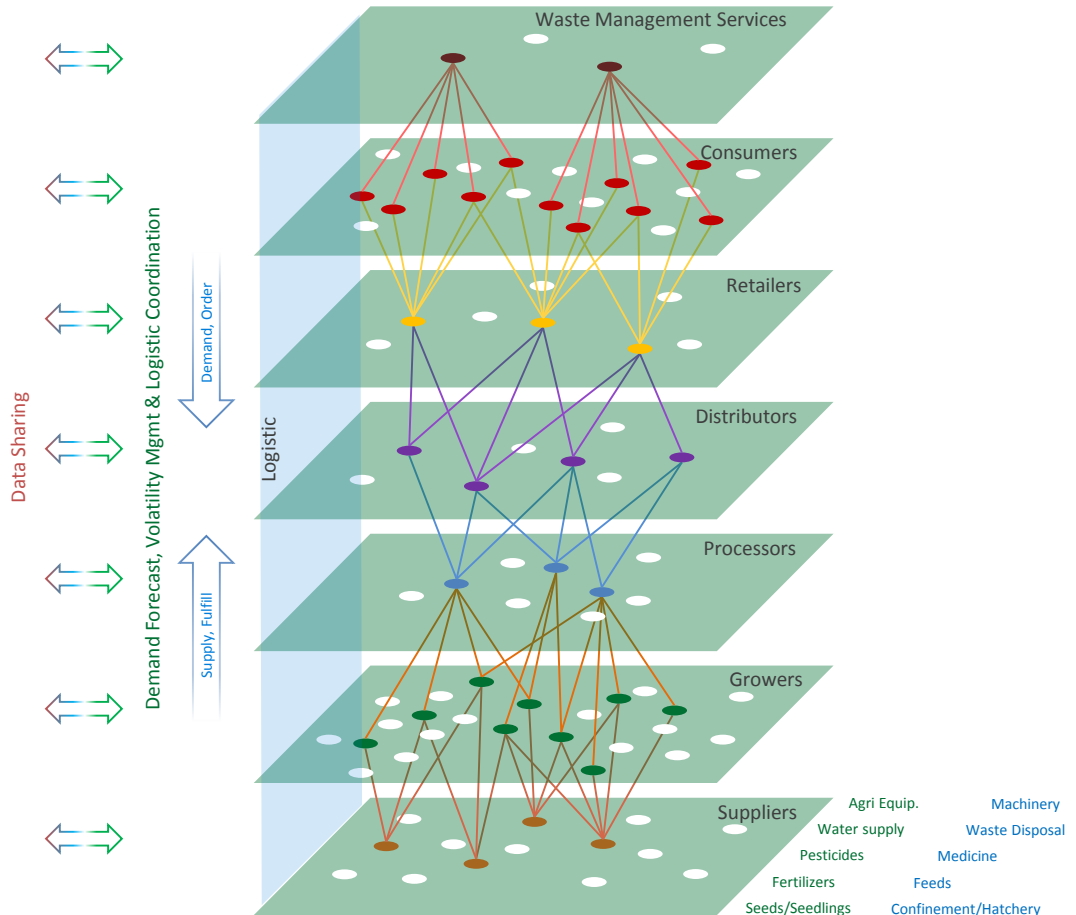 Waste Management Services
Consumers
Retailers
Distributors
Processors
Growers
Suppliers
Logistic
Data Sharing
Demand Forecast, Volatility Mgmt & Logistic Coordination
Demand, Order
Supply, Fulfill
Agri Equip.
Machinery
Water supply
Waste Disposal
Pesticides
Medicine
Fertilizers
Feeds
Seeds/Seedlings
Confinement/Hatchery